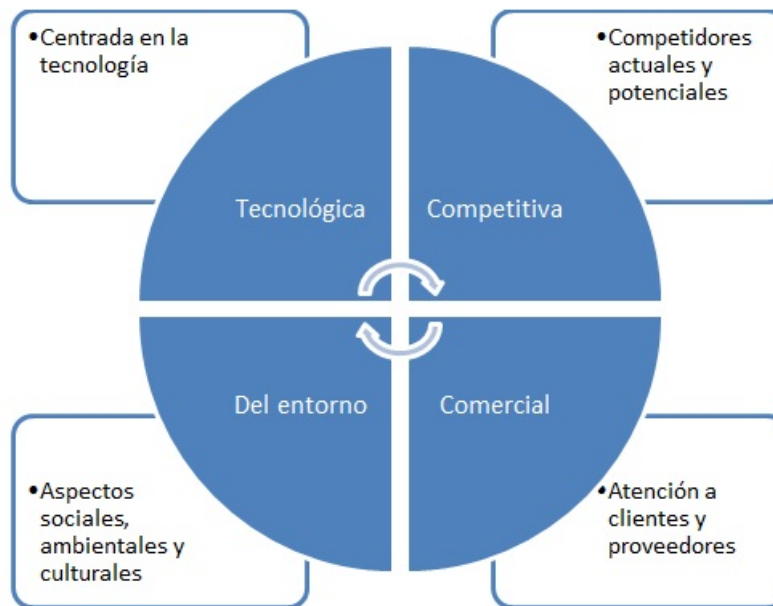 •Centrada en la
tecnología
•Competidores
actuales y
potenciales
Tecnológica
Competitiva
Del entorno
Comercial
•Aspectos
sociales,
ambientales y
culturales
•Atención a
clientes y
proveedores